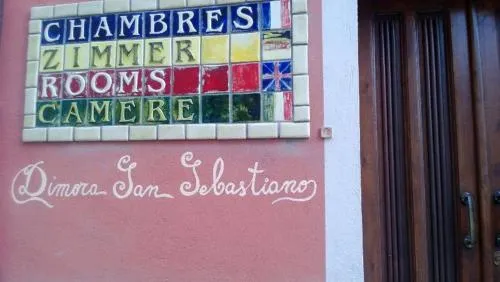 CHAMBRES
ZIMMER
ROOMS
CAMERE
Dimora San Sebastiano